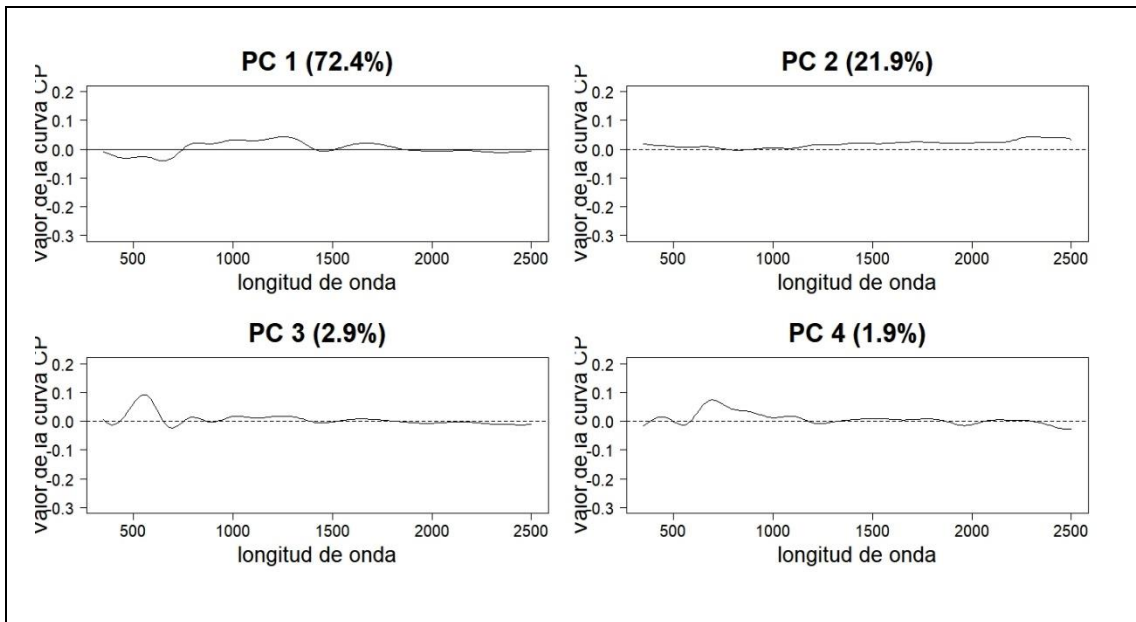 PC 1 (72.4%)
valor de la curva CP
0.2
0.1
0.0
-0.1
-0.2
-0.3
500 1000 1500 2000 2500
longitud de onda
PC 2 (21.9%)
valor de la curva CP
0.2
0.1
0.0
-0.1
-0.2
-0.3
500 1000 1500 2000 2500
longitud de onda
PC 3 (2.9%)
valor de la curva CP
0.2
0.1
0.0
-0.1
-0.2
-0.3
500 1000 1500 2000 2500
longitud de onda
PC 4 (1.9%)
valor de la curva CP
0.2
0.1
0.0
-0.1
-0.2
-0.3
500 1000 1500 2000 2500
longitud de onda